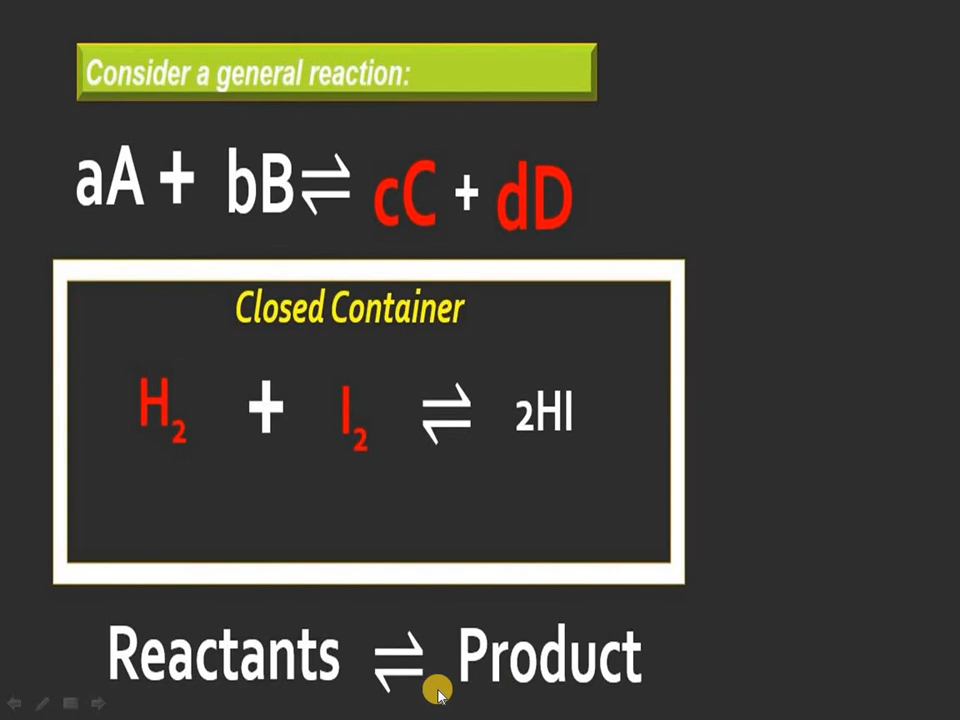 Consider a general reaction:
aA + bB ⇌ cC + dD
Closed Container
H₂ + I₂ ⇌ 2HI
Reactants ⇌ Product